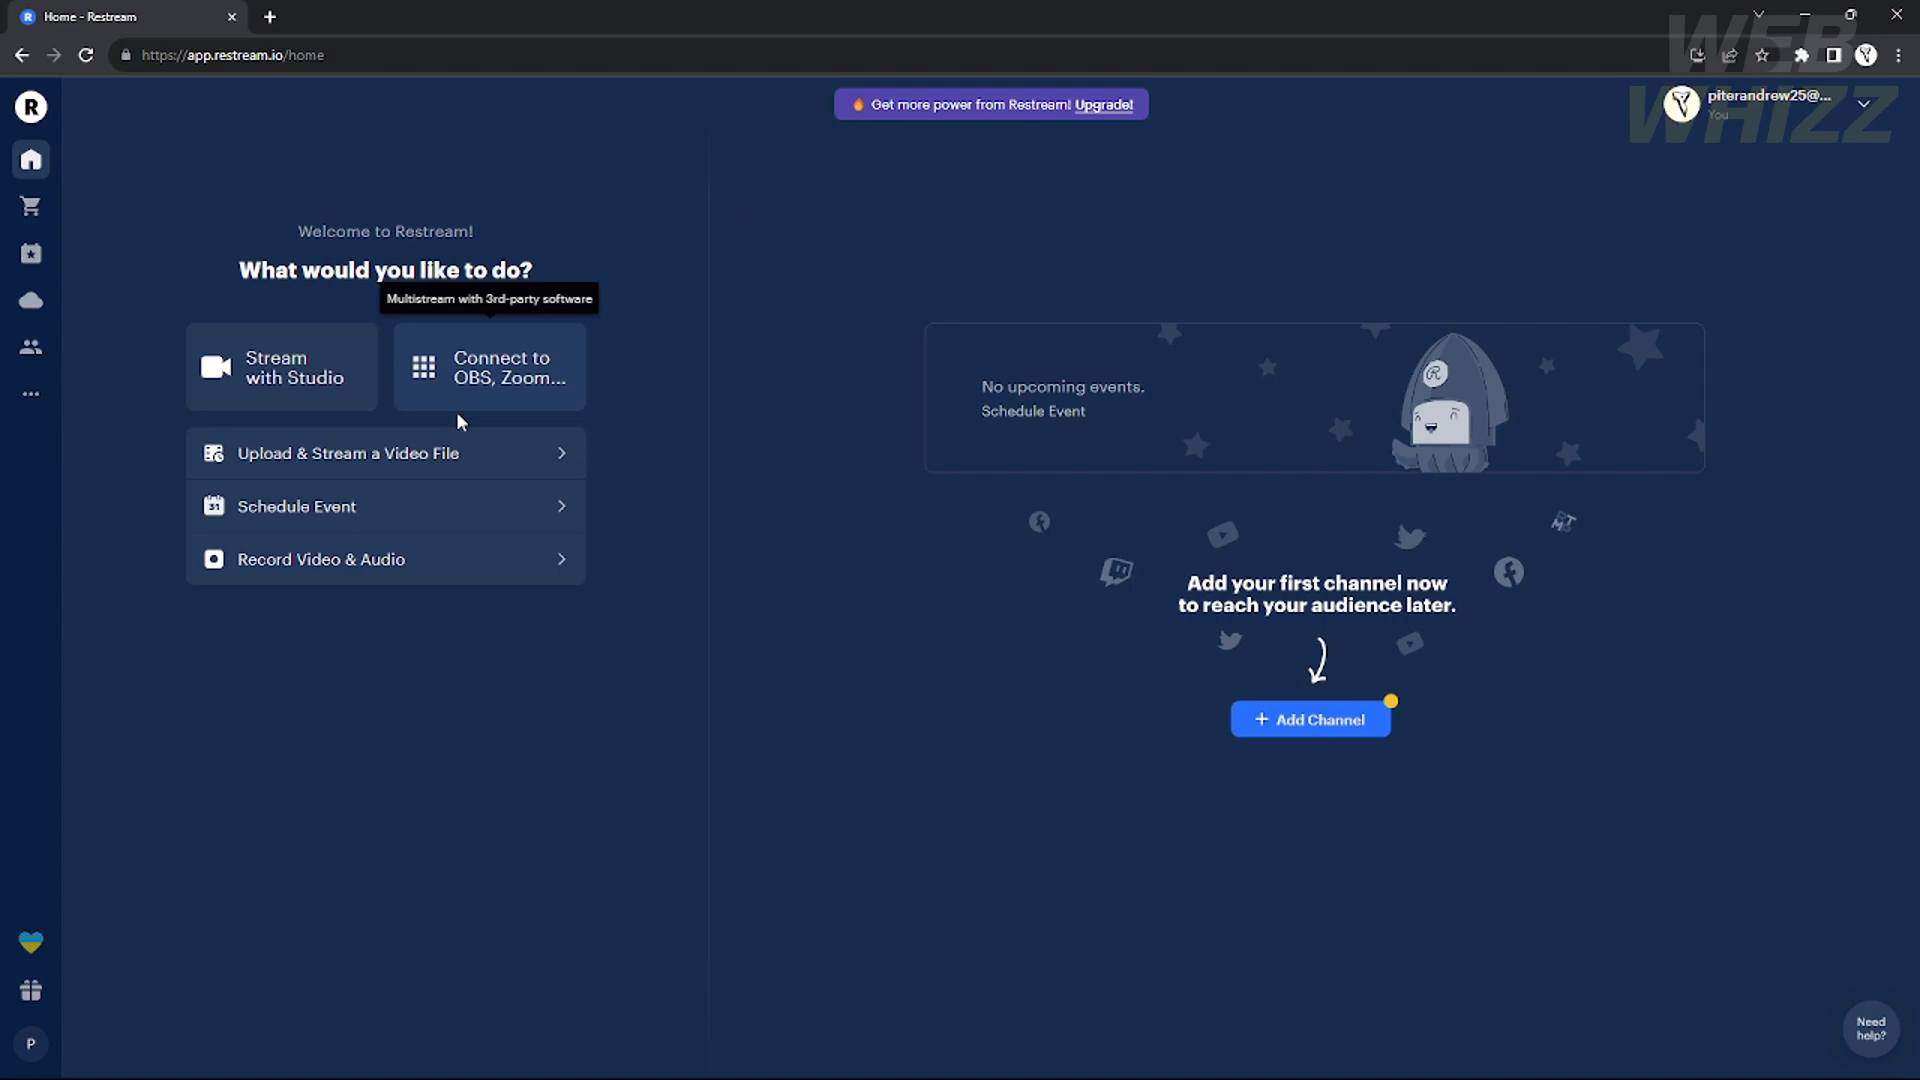 Home - Restream
https://app.restream.io/home
WEB
WHIZZ
R
Get more power from Restream! Upgrade!
piterandrew25@...
You
Welcome to Restream!
What would you like to do?
Multistream with 3rd-party software
Stream
with Studio
Connect to
OBS, Zoom...
Upload & Stream a Video File
31
Schedule Event
Record Video & Audio
No upcoming events.
Schedule Event
R
Add your first channel now
to reach your audience later.
+ Add Channel
P
Need
help?